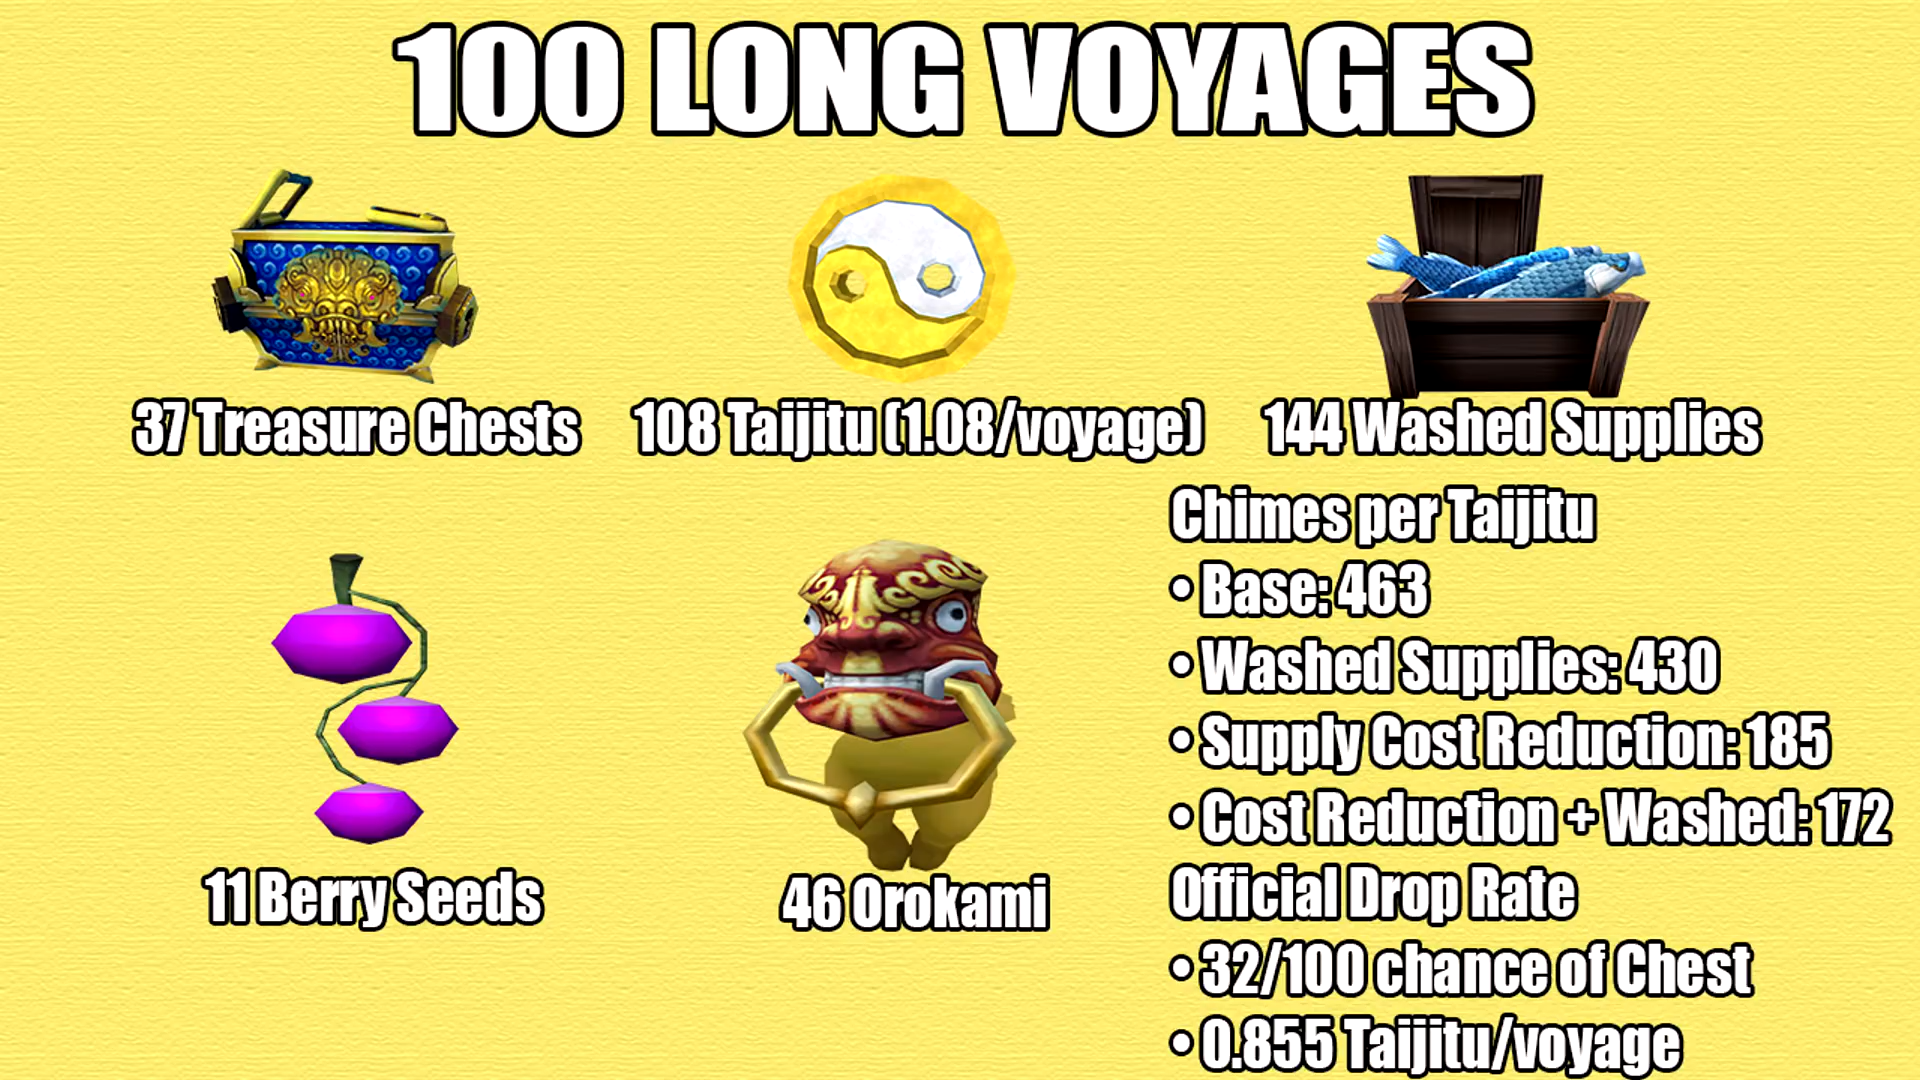 100 LONG VOYAGES
37 Treasure Chests
108 Taijitu (1.08/voyage)
144 Washed Supplies
11 Berry Seeds
46 Orokami
Chimes per Taijitu
• Base: 463
• Washed Supplies: 430
• Supply Cost Reduction: 185
• Cost Reduction + Washed: 172
Official Drop Rate
• 32/100 chance of Chest
• 0.855 Taijitu/voyage